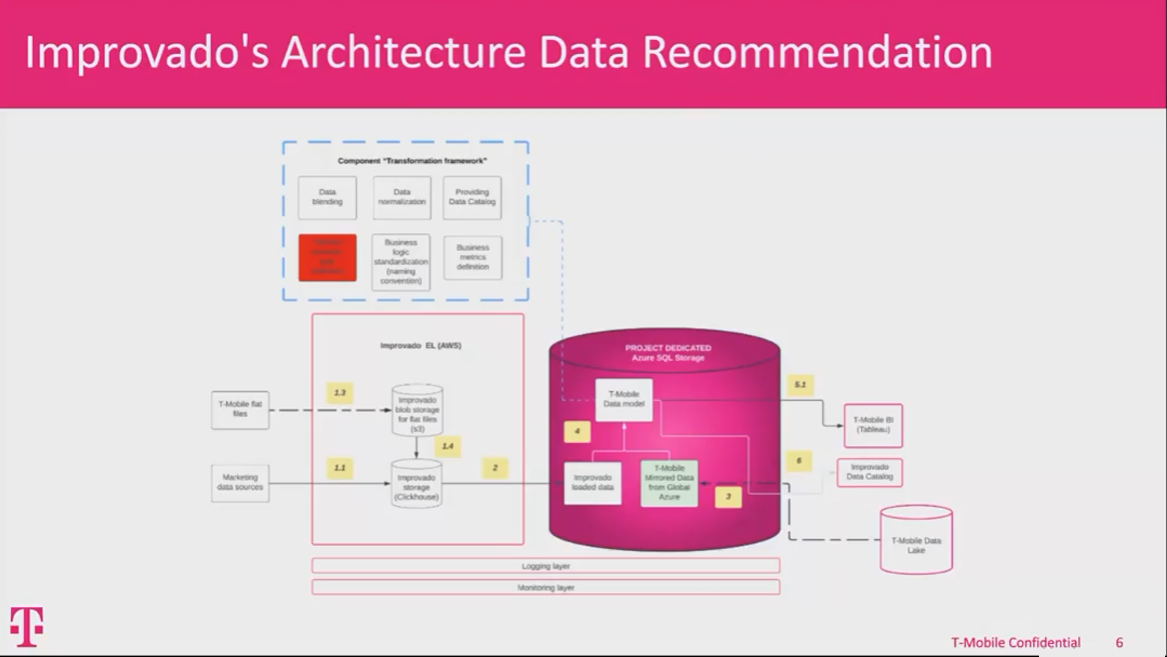 Improvado's Architecture Data Recommendation
Component "Transformation framework"
Data
blending
Data
normalization
Providing
Data Catalog
Business
logic
standardization
(naming
convention)
Business
metrics
definition
Improvado EL (AWS)
PROJECT DEDICATED
Azure SQL Storage
T-Mobile flat
files
1.3
Improvado
blob storage
for flat files
(s3)
1.4
Marketing
data sources
1.1
Improvado
storage
(Clickhouse)
2
T-Mobile
Data model
4
Improvado
loaded data
T-Mobile
Mirrored Data
from Global
Azure
3
5.1
T-Mobile BI
(Tableau)
6
Improvado
Data Catalog
T-Mobile Data
Lake
Logging layer
Monitoring layer
T
T-Mobile Confidential
6